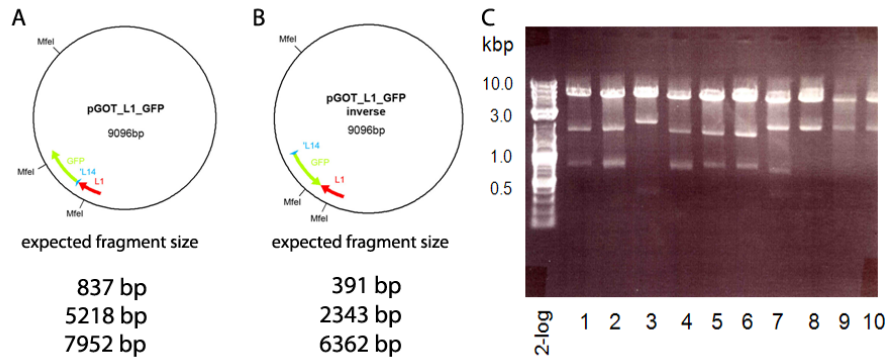 A
MfeI
pGOT_L1_GFP
9096bp
GFP
'L14
L1
MfeI
MfeI
expected fragment size
837 bp
5218 bp
7952 bp
B
MfeI
pGOT_L1_GFP
inverse
9096bp
'L14
GFP
L1
MfeI
MfeI
expected fragment size
391 bp
2343 bp
6362 bp
C
kbp
10.0
3.0
1.0
0.5
2-log 1 2 3 4 5 6 7 8 9 10